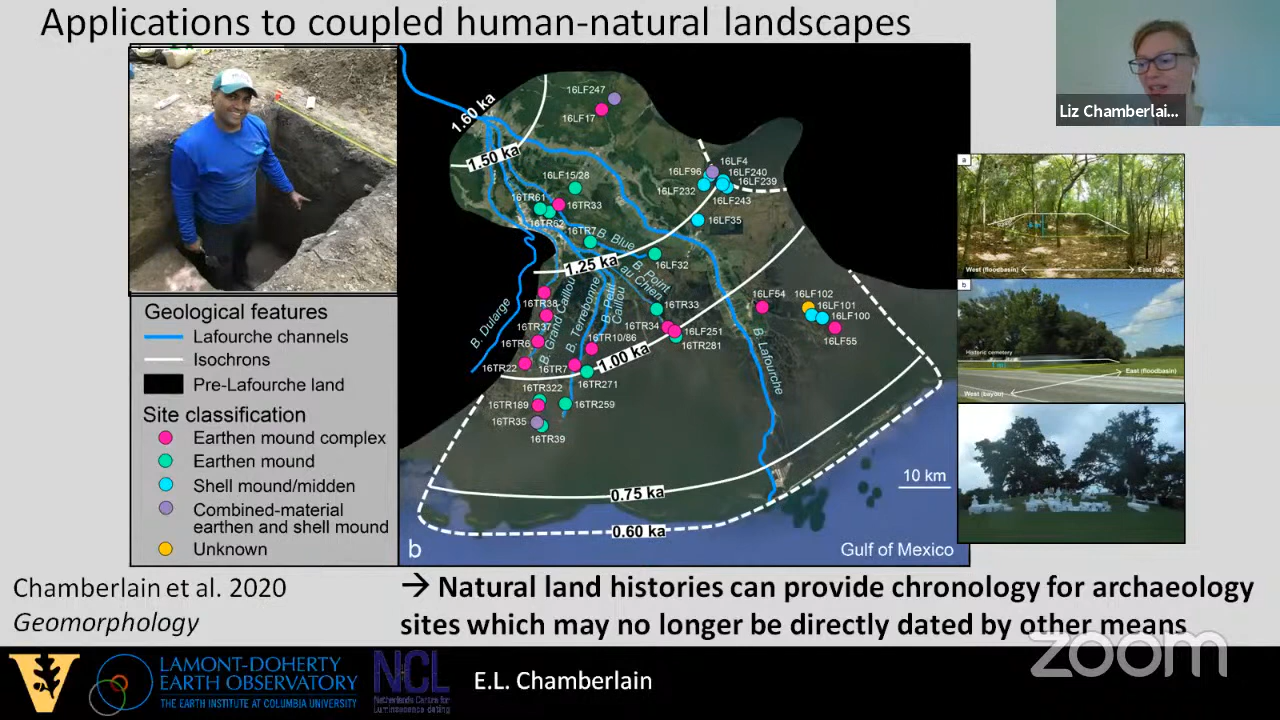 Applications to coupled human-natural landscapes
Liz Chamberlai...
Geological features
Lafourche channels
Isochrons
Pre-Lafourche land
Site classification
Earthen mound complex
Earthen mound
Shell mound/midden
Combined-material
earthen and shell mound
Unknown
1.60 ka
1.50 ka
1.25 ka
1.00 ka
0.75 ka
0.60 ka
16LF247
16LF17
16LF4
16LF96
16LF240
16LF239
16LF232
16LF243
16LF15/28
16TR61
16TR33
16TR62
16LF35
16TR7
B. Blue
16LF32
B. Point
au Chien
B. Dularge
B. Grand Caillou
B. Terrebonne
B. Petit
Caillou
B. Lafourche
16TR38
16TR33
16LF54
16LF102
16LF101
16LF100
16LF55
16TR37
16TR34
16LF251
16TR6
16TR10/86
16TR281
16TR22
16TR7
16TR271
16TR322
16TR189
16TR259
16TR35
16TR39
10 km
b
Gulf of Mexico
a
West (floodbasin)
East (bayou)
b
Historic cemetery
East (floodbasin)
West (bayou)
Chamberlain et al. 2020
Geomorphology
→ Natural land histories can provide chronology for archaeology
sites which may no longer be directly dated by other means
zoom
V
LAMONT-DOHERTY
EARTH OBSERVATORY
THE EARTH INSTITUTE AT COLUMBIA UNIVERSITY
NCL
Netherlands Centre for
Luminescence dating
E.L. Chamberlain